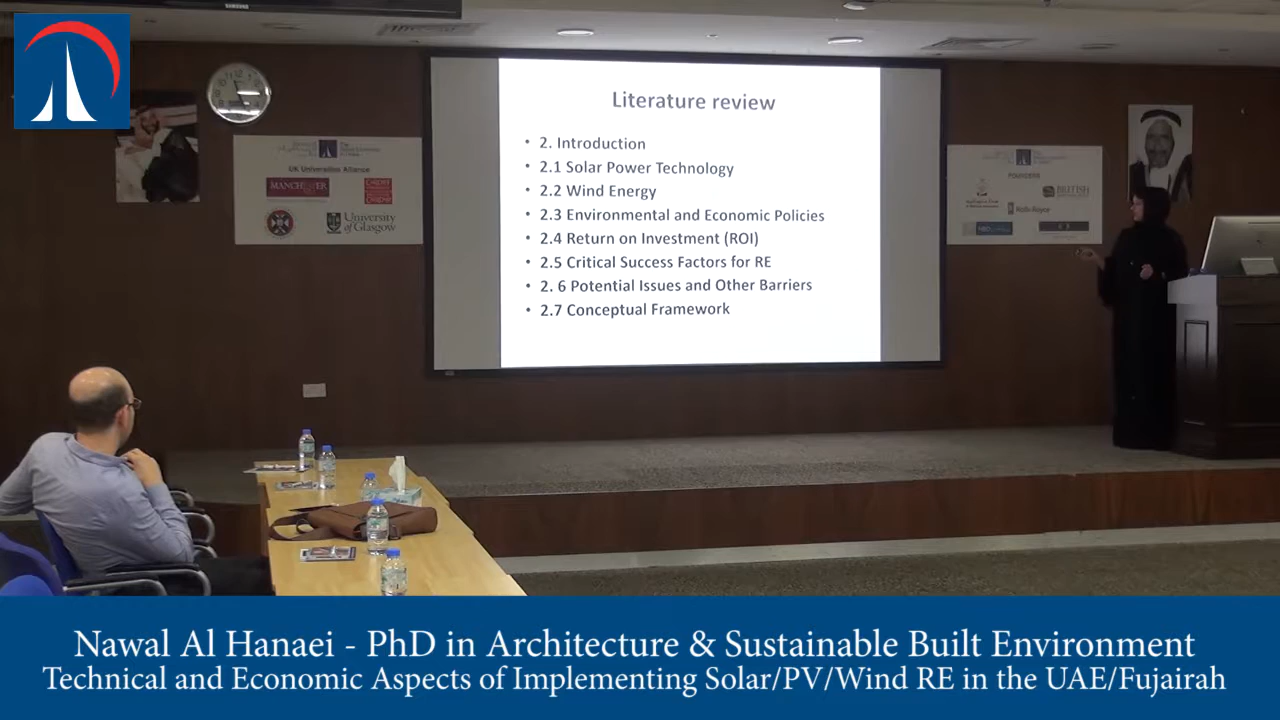 SAMSUNG
Literature review
• 2. Introduction
• 2.1 Solar Power Technology
• 2.2 Wind Energy
• 2.3 Environmental and Economic Policies
• 2.4 Return on Investment (ROI)
• 2.5 Critical Success Factors for RE
• 2. 6 Potential Issues and Other Barriers
• 2.7 Conceptual Framework
UK Universities Alliance
MANCHESTER
CARDIFF
University
of Glasgow
FOUNDERS
BRITISH
Rolls-Royce
Nawal Al Hanaei - PhD in Architecture & Sustainable Built Environment
Technical and Economic Aspects of Implementing Solar/PV/Wind RE in the UAE/Fujairah